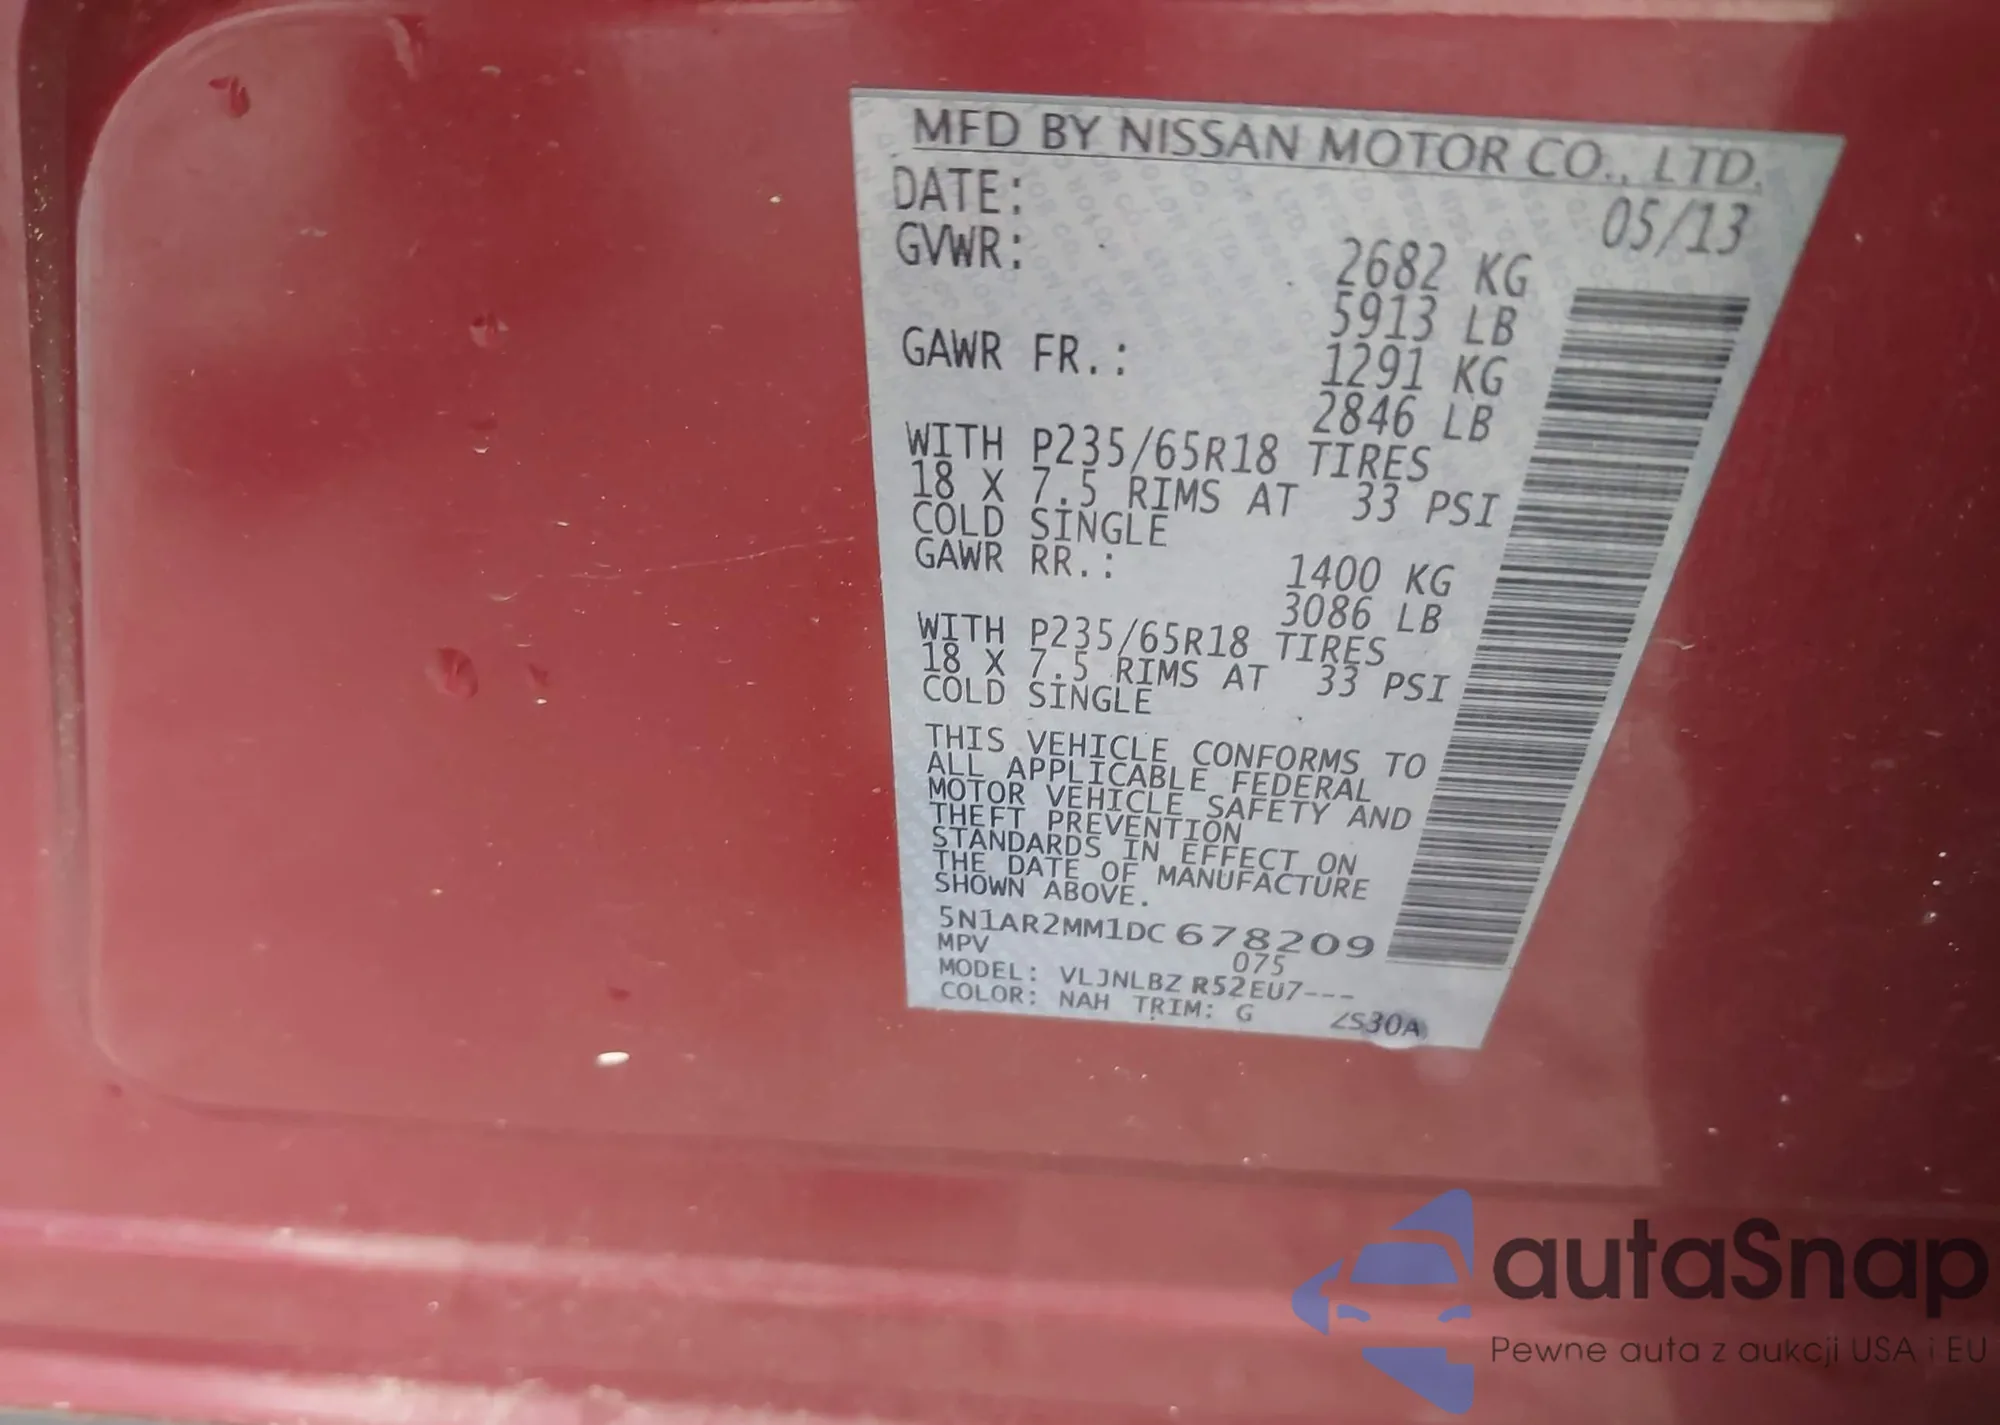 MFD BY NISSAN MOTOR CO., LTD.
DATE: 05/13
GVWR: 2682 KG
5913 LB
GAWR FR.: 1291 KG
2846 LB
WITH P235/65R18 TIRES
18 X 7.5 RIMS AT 33 PSI
COLD SINGLE
GAWR RR.: 1400 KG
3086 LB
WITH P235/65R18 TIRES
18 X 7.5 RIMS AT 33 PSI
COLD SINGLE
THIS VEHICLE CONFORMS TO
ALL APPLICABLE FEDERAL
MOTOR VEHICLE SAFETY AND
THEFT PREVENTION
STANDARDS IN EFFECT ON
THE DATE OF MANUFACTURE
SHOWN ABOVE.
5N1AR2MM1DC678209
MPV 075
MODEL: VLJNLBZ R52EU7---
COLOR: NAH TRIM: G ZS30A
autaSnap
Pewne auta z aukcji USA i EU